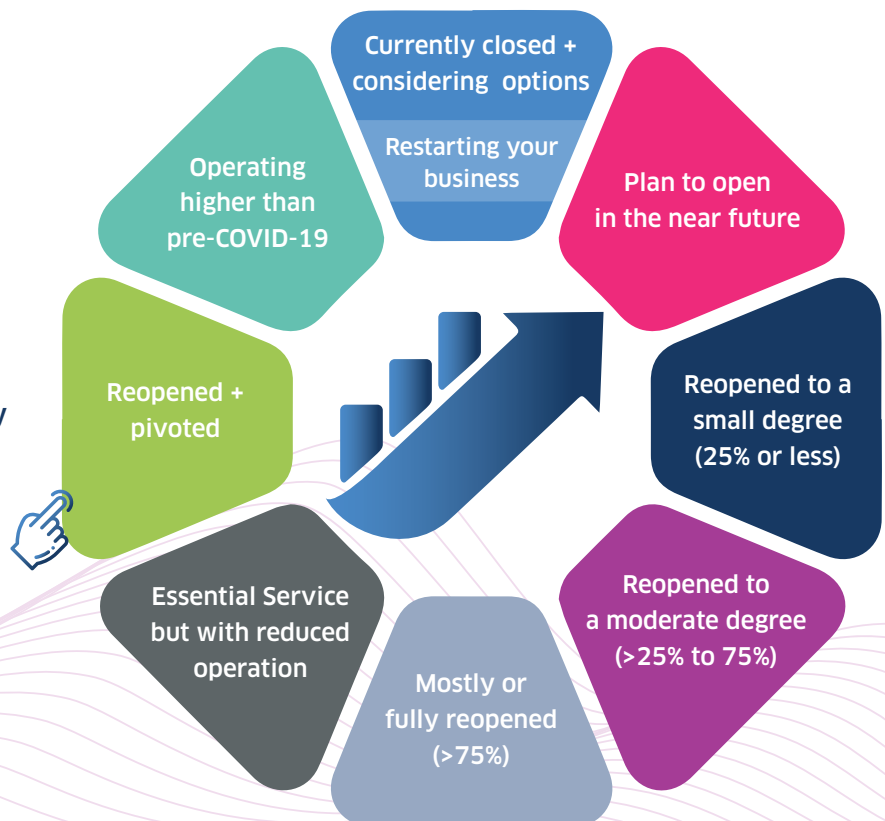 Currently closed +
considering options
Restarting your
business
Plan to open
in the near future
Reopened to a
small degree
(25% or less)
Reopened to
a moderate degree
(>25% to 75%)
Mostly or
fully reopened
(>75%)
Essential Service
but with reduced
operation
Reopened +
pivoted
Operating
higher than
pre-COVID-19